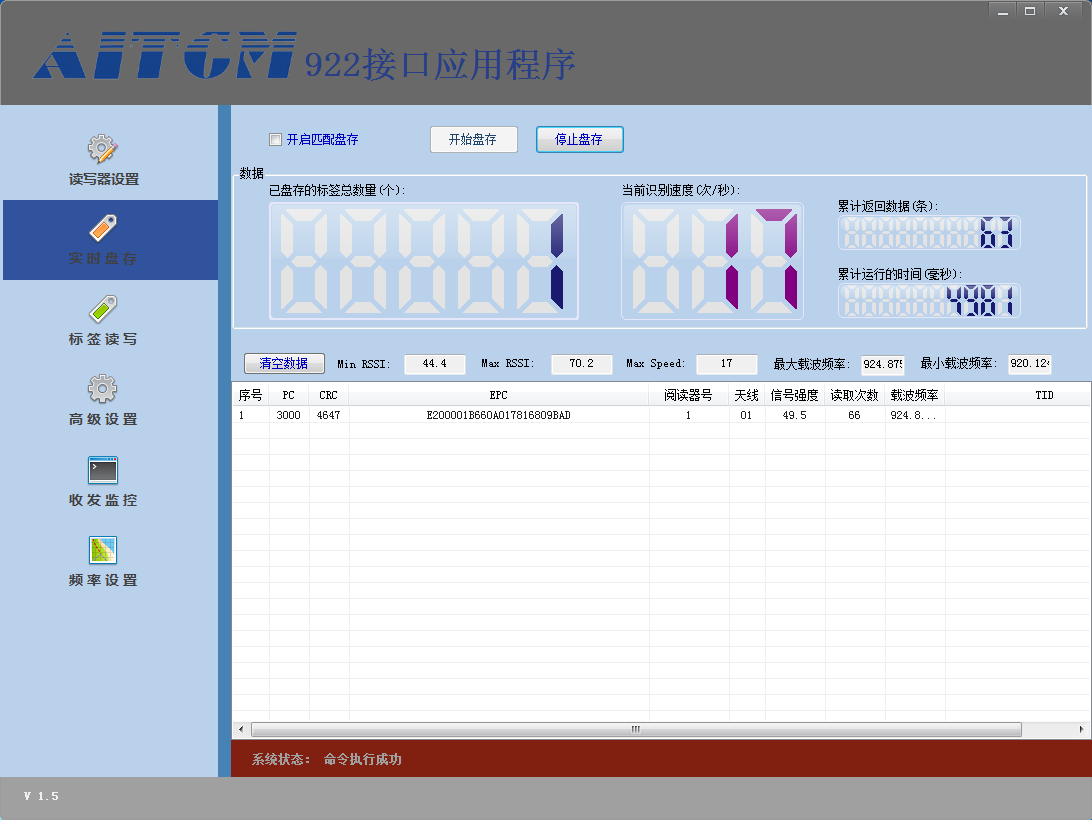 AITCM 922接口应用程序
读写器设置
实时盘存
标签读写
高级设置
收发监控
频率设置
开启匹配盘存 开始盘存 停止盘存
数据
已盘存的标签总数量(个): 1
当前识别速度(次/秒): 17
累计返回数据(条): 63
累计运行的时间(毫秒): 4981
清空数据 Min RSSI: 44.4 Max RSSI: 70.2 Max Speed: 17 最大载波频率: 924.875 最小载波频率: 920.12
序号 PC CRC EPC 阅读器号 天线 信号强度 读取次数 载波频率 TID
1 3000 4647 E200001B660A017816809BAD 1 01 49.5 66 924.8...
系统状态: 命令执行成功
V 1.5